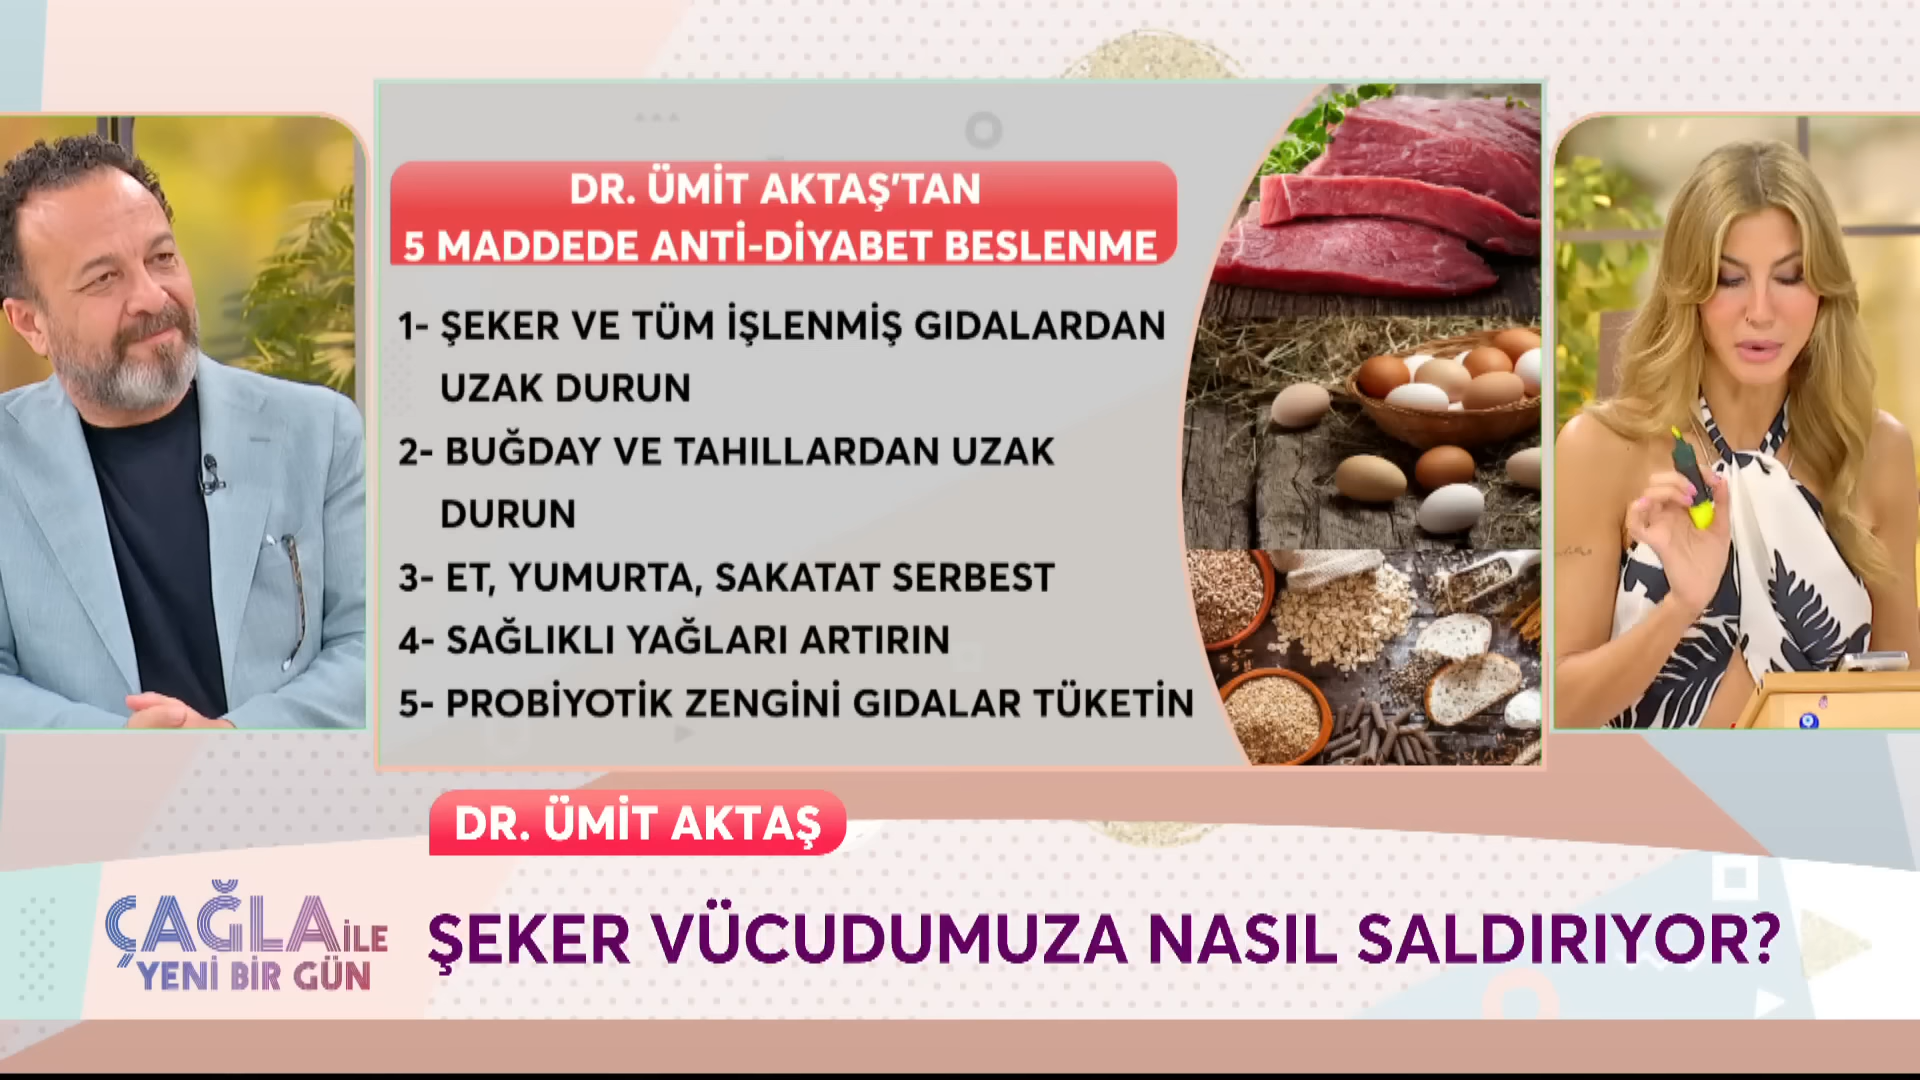 DR. ÜMİT AKTAŞ'TAN
5 MADDEDE ANTİ-DİYABET BESLENME
1- ŞEKER VE TÜM İŞLENMİŞ GIDALARDAN
UZAK DURUN
2- BUĞDAY VE TAHILLARDAN UZAK
DURUN
3- ET, YUMURTA, SAKATAT SERBEST
4- SAĞLIKLI YAĞLARI ARTIRIN
5- PROBİYOTİK ZENGİNİ GIDALAR TÜKETİN
DR. ÜMİT AKTAŞ
ÇAĞLA İLE
YENİ BİR GÜN
ŞEKER VÜCUDUMUZA NASIL SALDIRIYOR?